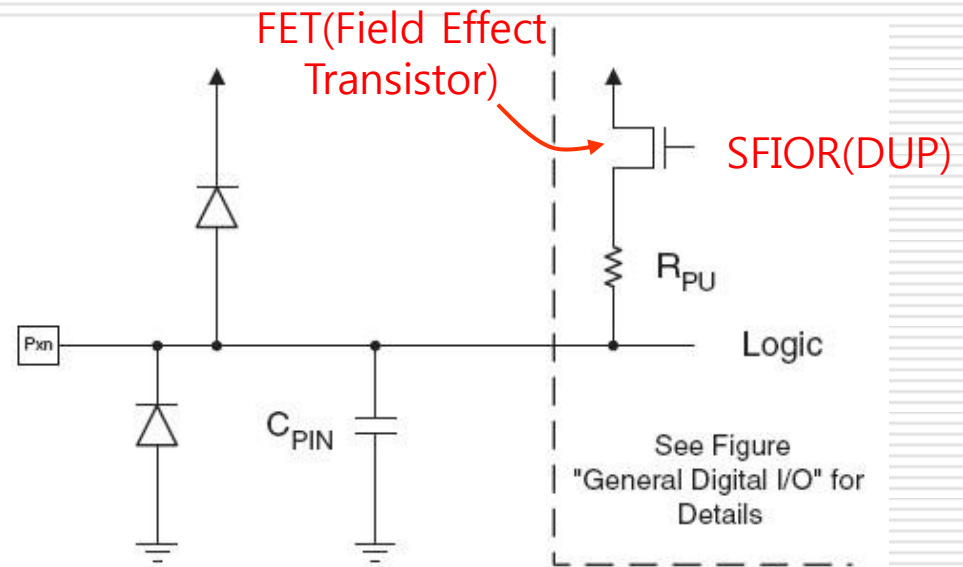 FET(Field Effect
Transistor)
SFIOR(DUP)
RPU
Pxn
Logic
CPIN
See Figure
"General Digital I/O" for
Details